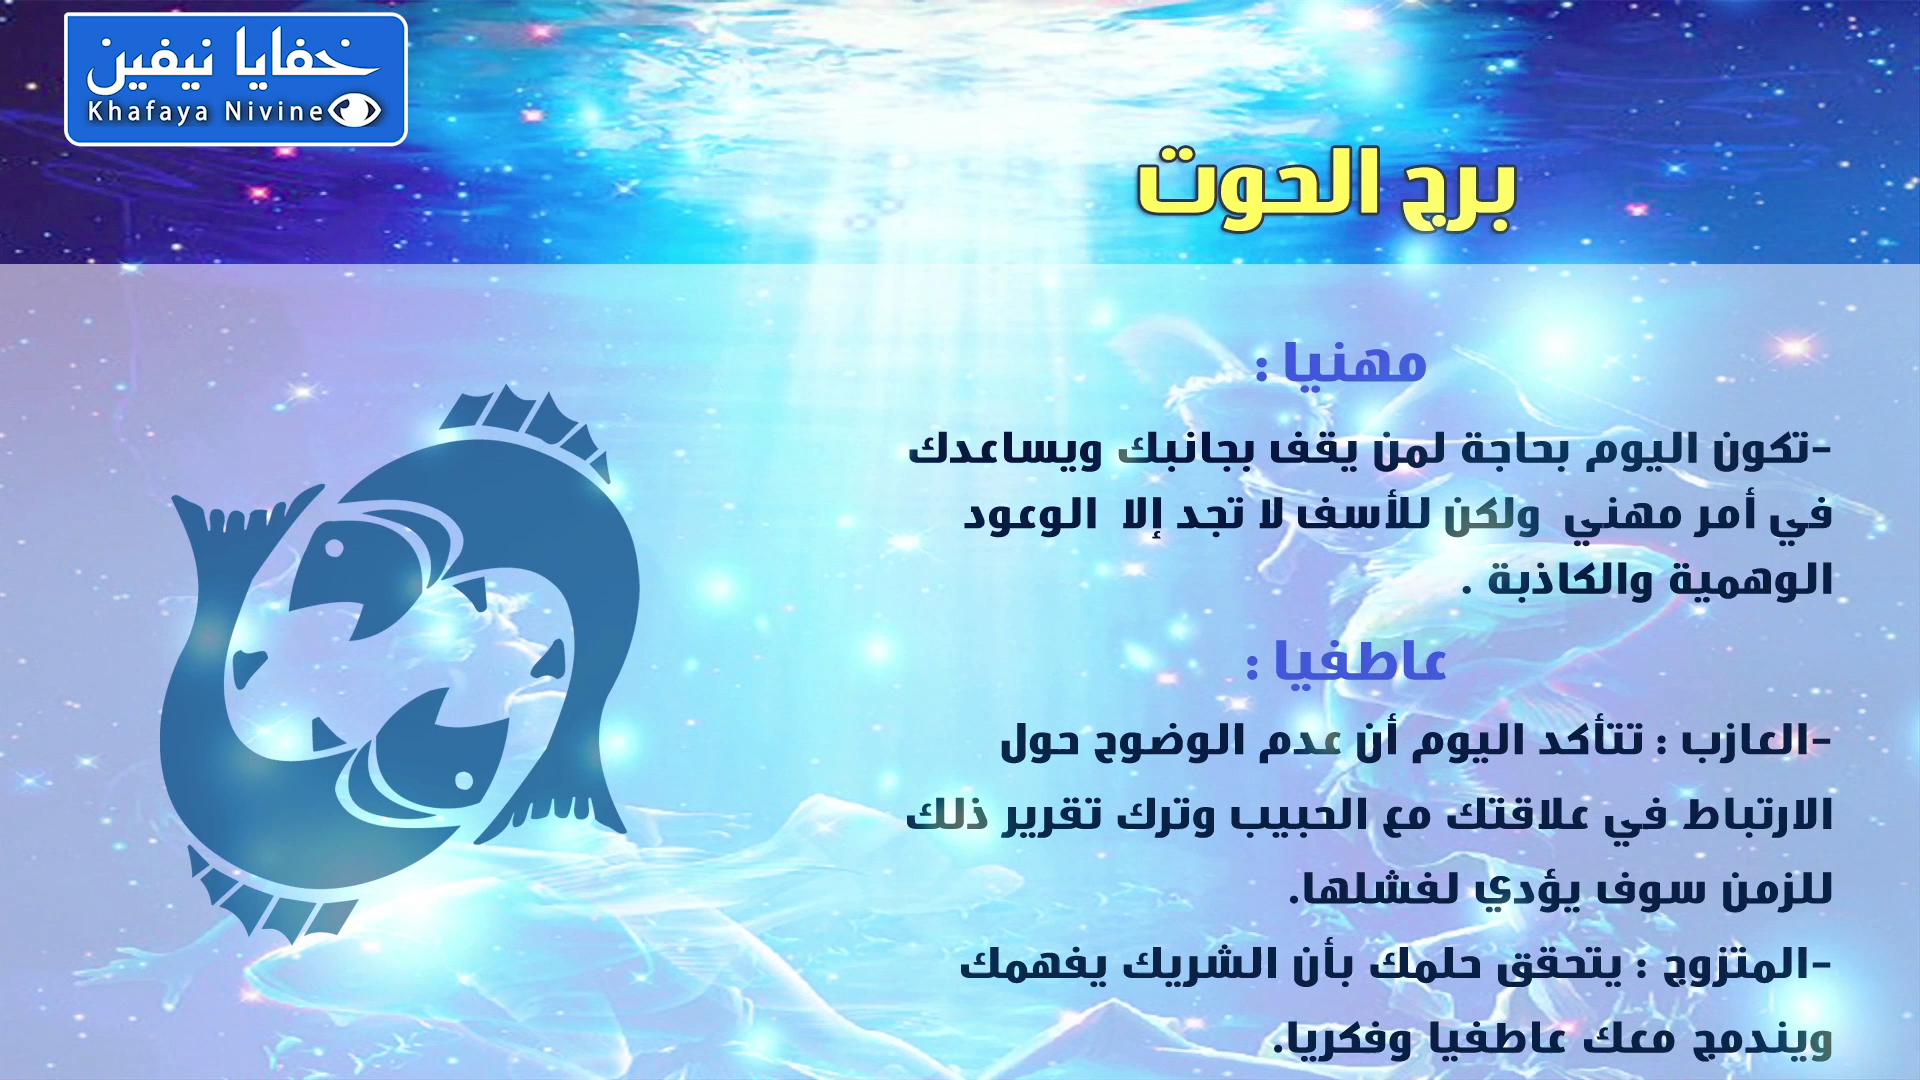 خفايا نيفين
Khafaya Nivine
برج الحوت
مهنيا :
-تكون اليوم بحاجة لمن يقف بجانبك ويساعدك
في أمر مهني ولكن للأسف لا تجد إلا الوعود
الوهمية والكاذبة .
عاطفيا :
-العازب : تتأكد اليوم أن عدم الوضوح حول
الارتباط في علاقتك مع الحبيب وترك تقرير ذلك
للزمن سوف يؤدي لفشلها.
-المتزوج : يتحقق حلمك بأن الشريك يفهمك
ويندمج معك عاطفيا وفكريا.